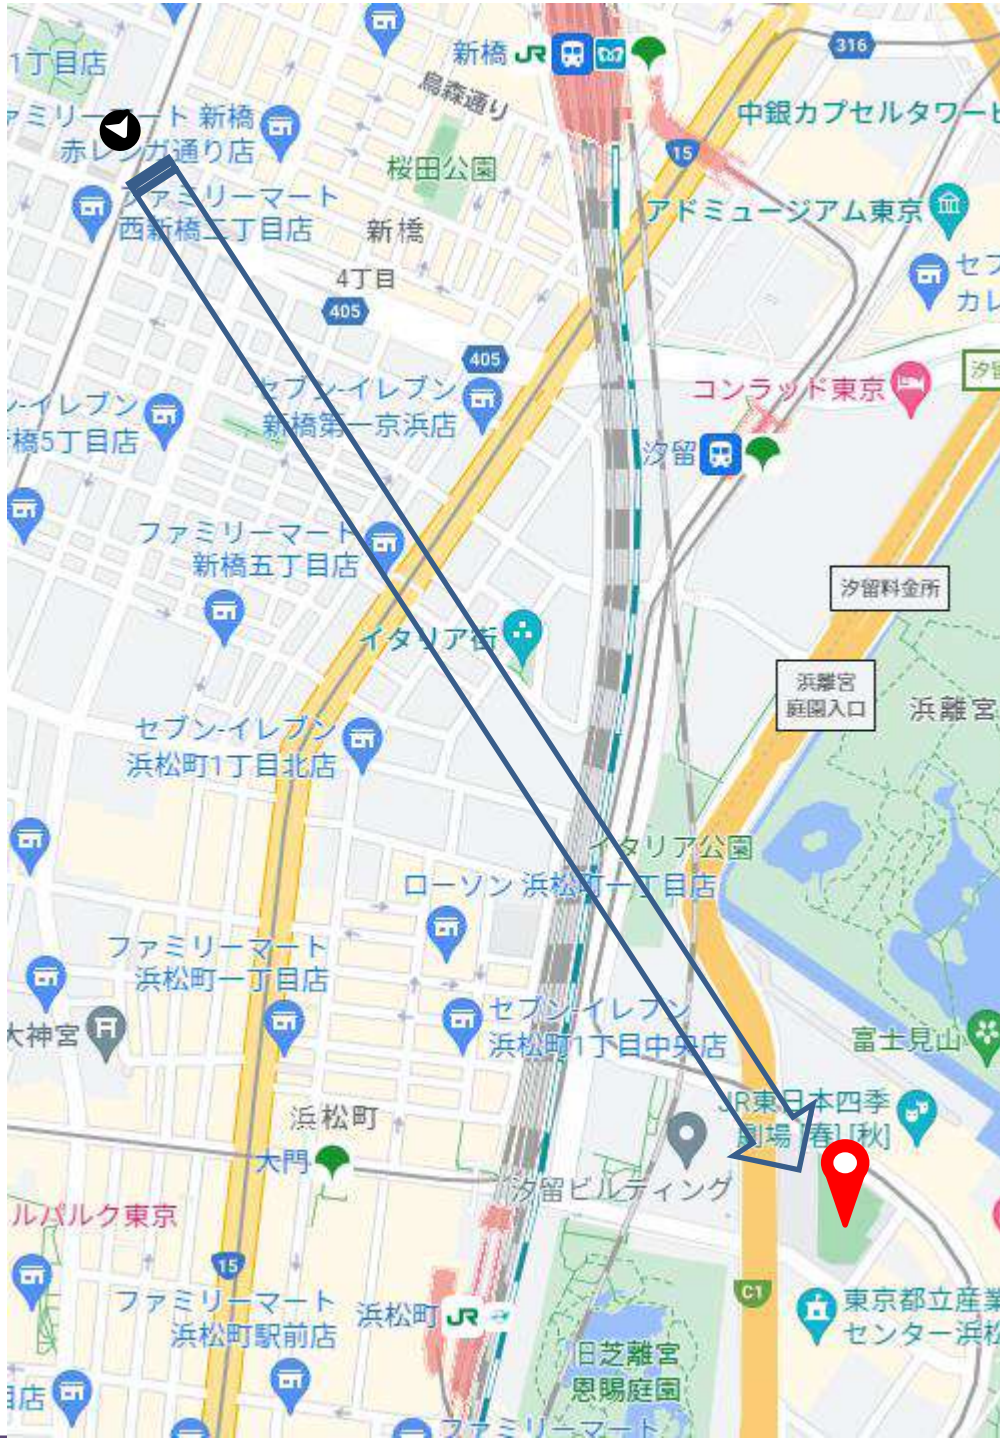 新橋 JR
316
1丁目店
烏森通り
中銀カプセルタワービ
ァミリーマート 新橋
赤レンガ通り店
15
桜田公園
ファミリーマート
西新橋二丁目店
新橋
アドミュージアム東京
4丁目
セブ
カレ
405
405
汐留
コンラッド東京
セブン-イレブン
新橋第一京浜店
ン-イレブン
橋5丁目店
汐留
ファミリーマート
新橋五丁目店
汐留料金所
イタリア街
浜離宮
庭園入口
浜離宮
セブン-イレブン
浜松町1丁目北店
イタリア公園
ローソン 浜松町一丁目店
ファミリーマート
浜松町一丁目店
セブン-イレブン
浜松町1丁目中央店
大神宮
富士見山
JR東日本四季
劇場 [春] [秋]
浜松町
大門
汐留ビルディング
ルパルク東京
15
C1
ファミリーマート
浜松町駅前店
浜松町 JR
東京都立産業
センター浜松
旧芝離宮
恩賜庭園
店
ファミリーマート